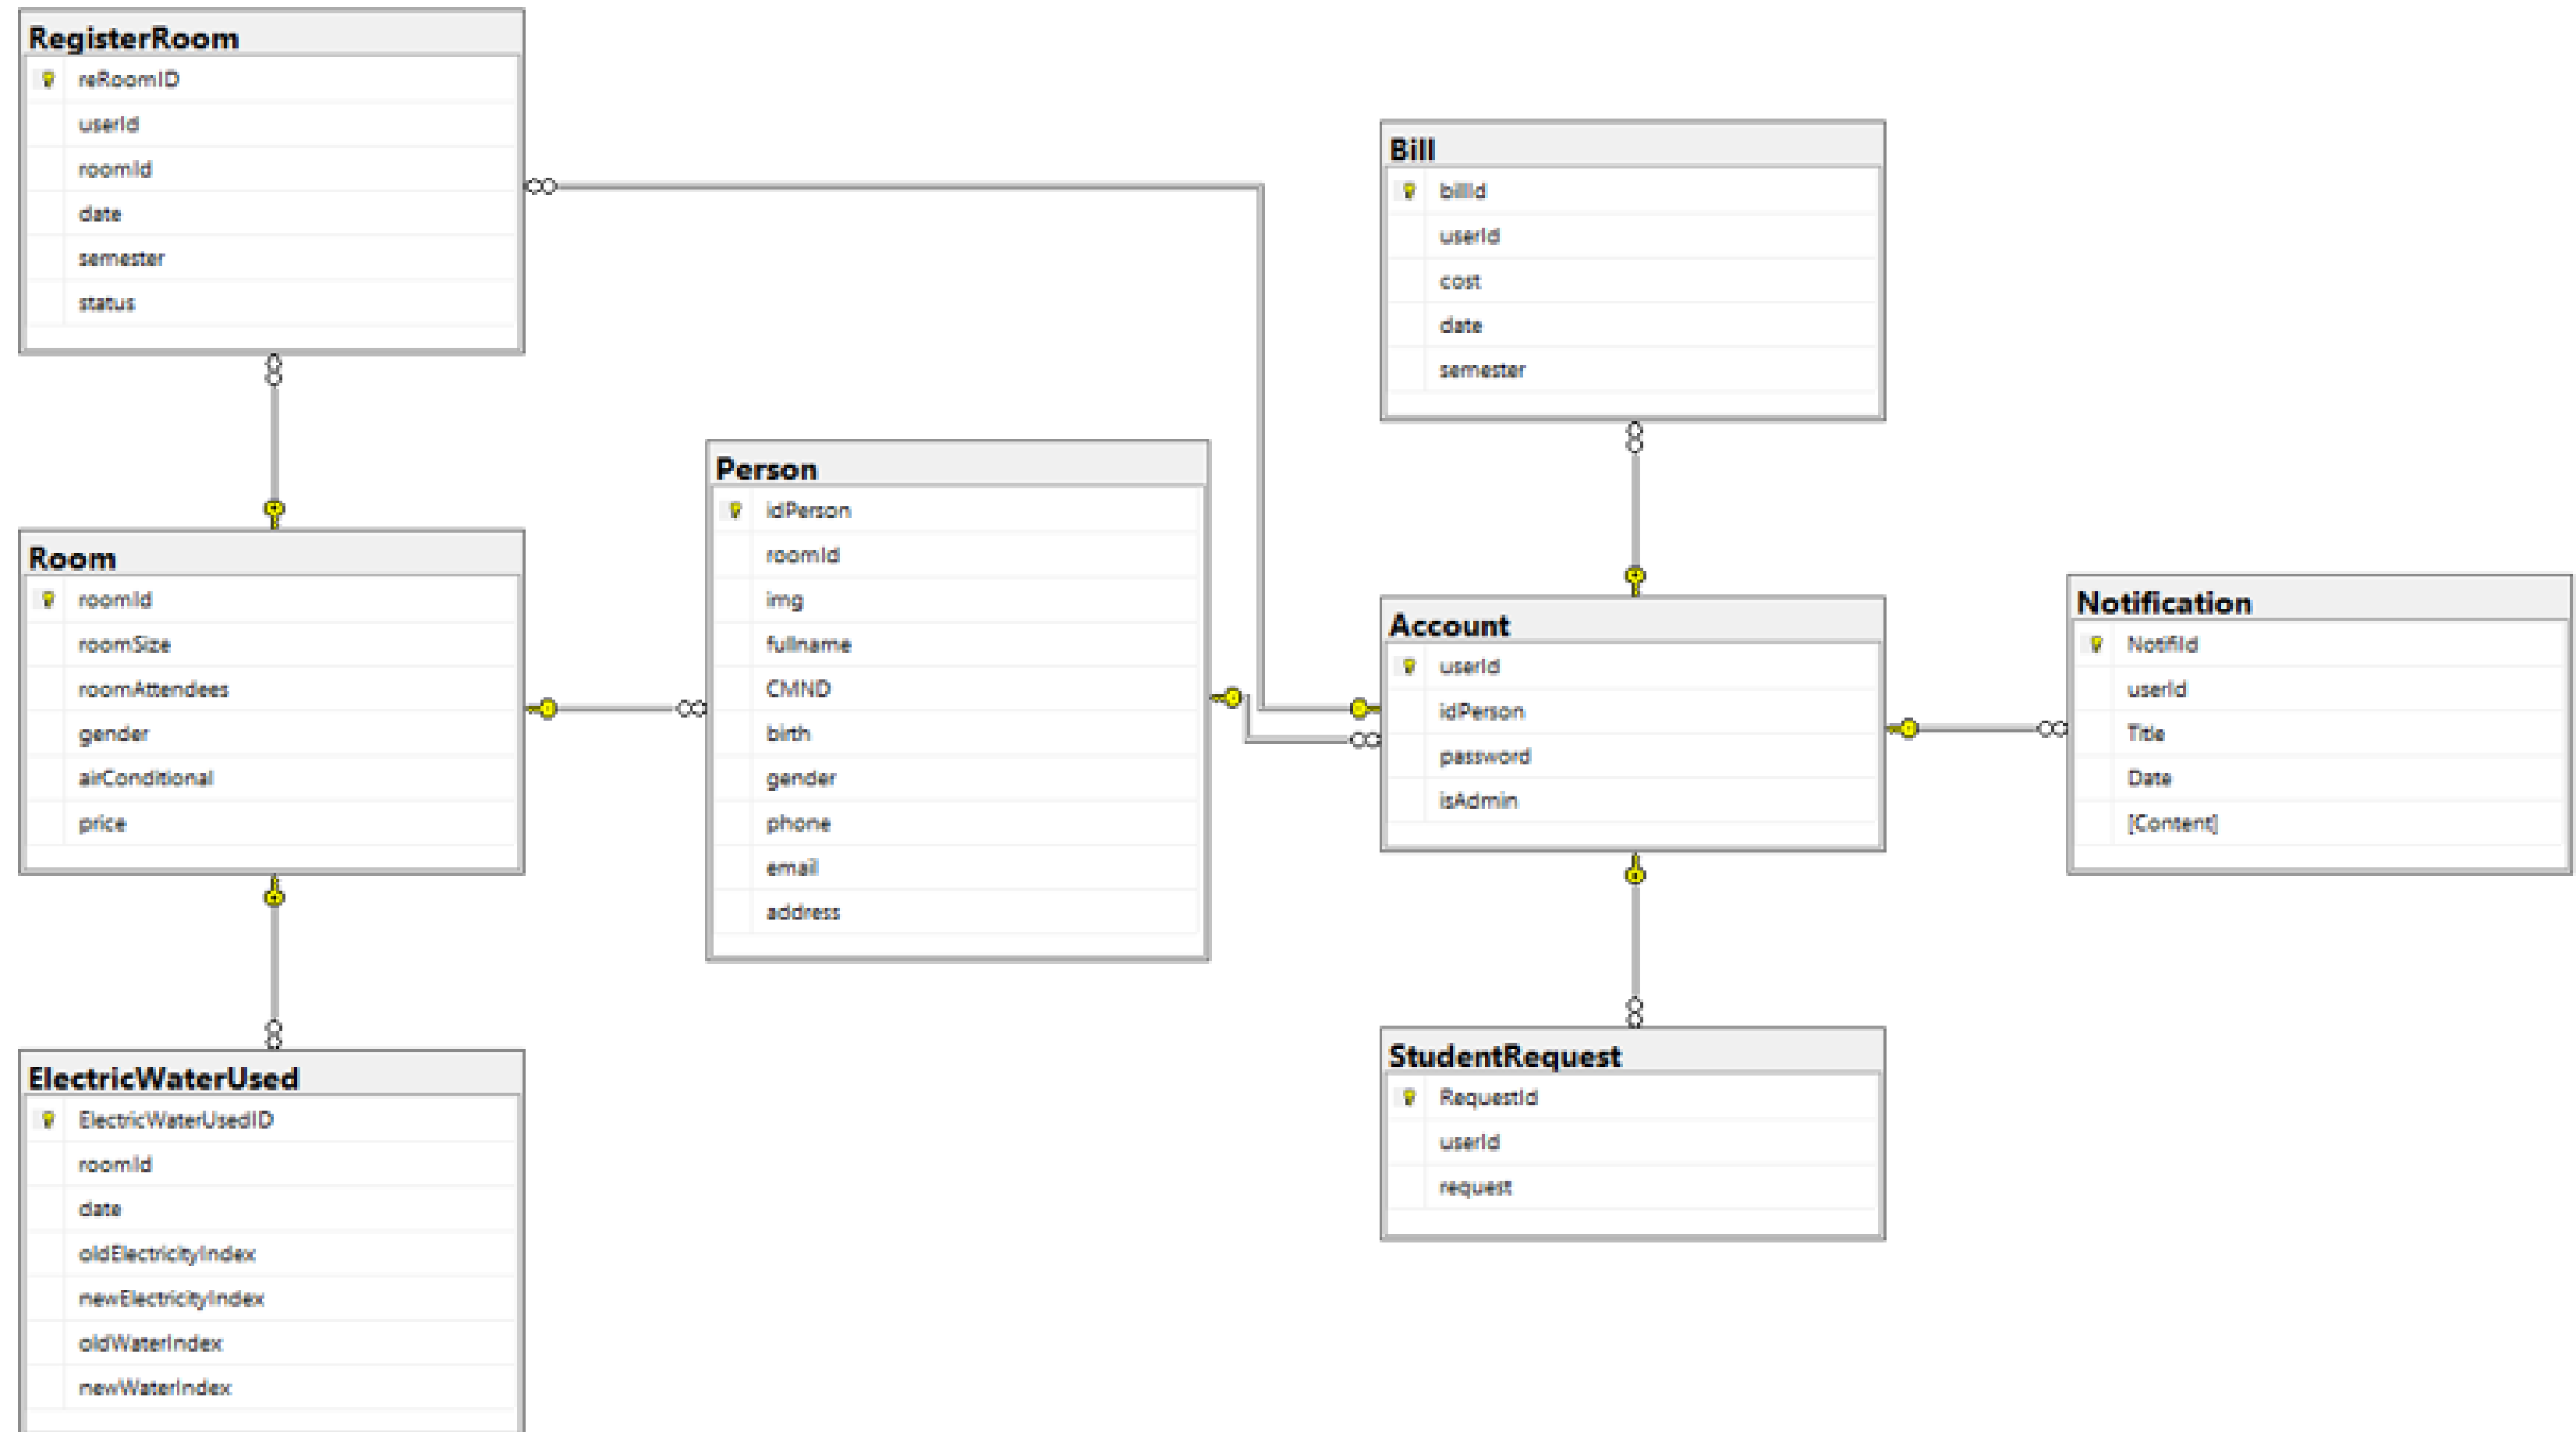 RegisterRoom
reRoomID
userId
roomId
date
semester
status
Room
roomId
roomSize
roomAttendees
gender
airConditional
price
ElectricWaterUsed
ElectricWaterUsedID
roomId
date
oldElectricityIndex
newElectricityIndex
oldWaterIndex
newWaterIndex
Person
idPerson
roomId
img
fullname
CMND
birth
gender
phone
email
address
Bill
billId
userId
cost
date
semester
Account
userId
idPerson
password
isAdmin
StudentRequest
RequestId
userId
request
Notification
NotifiId
userId
Title
Date
[Content]